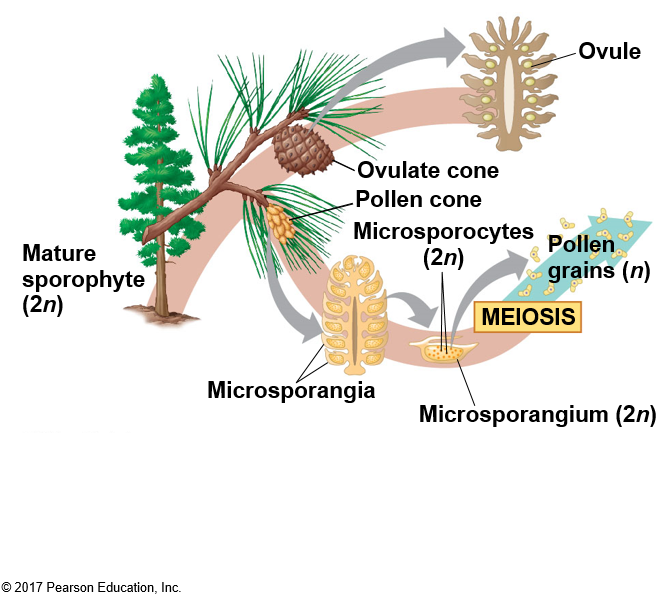 Ovule
Ovulate cone
Pollen cone
Microsporocytes
(2n)
Mature
sporophyte
(2n)
Pollen
grains (n)
MEIOSIS
Microsporangia
Microsporangium (2n)
© 2017 Pearson Education, Inc.